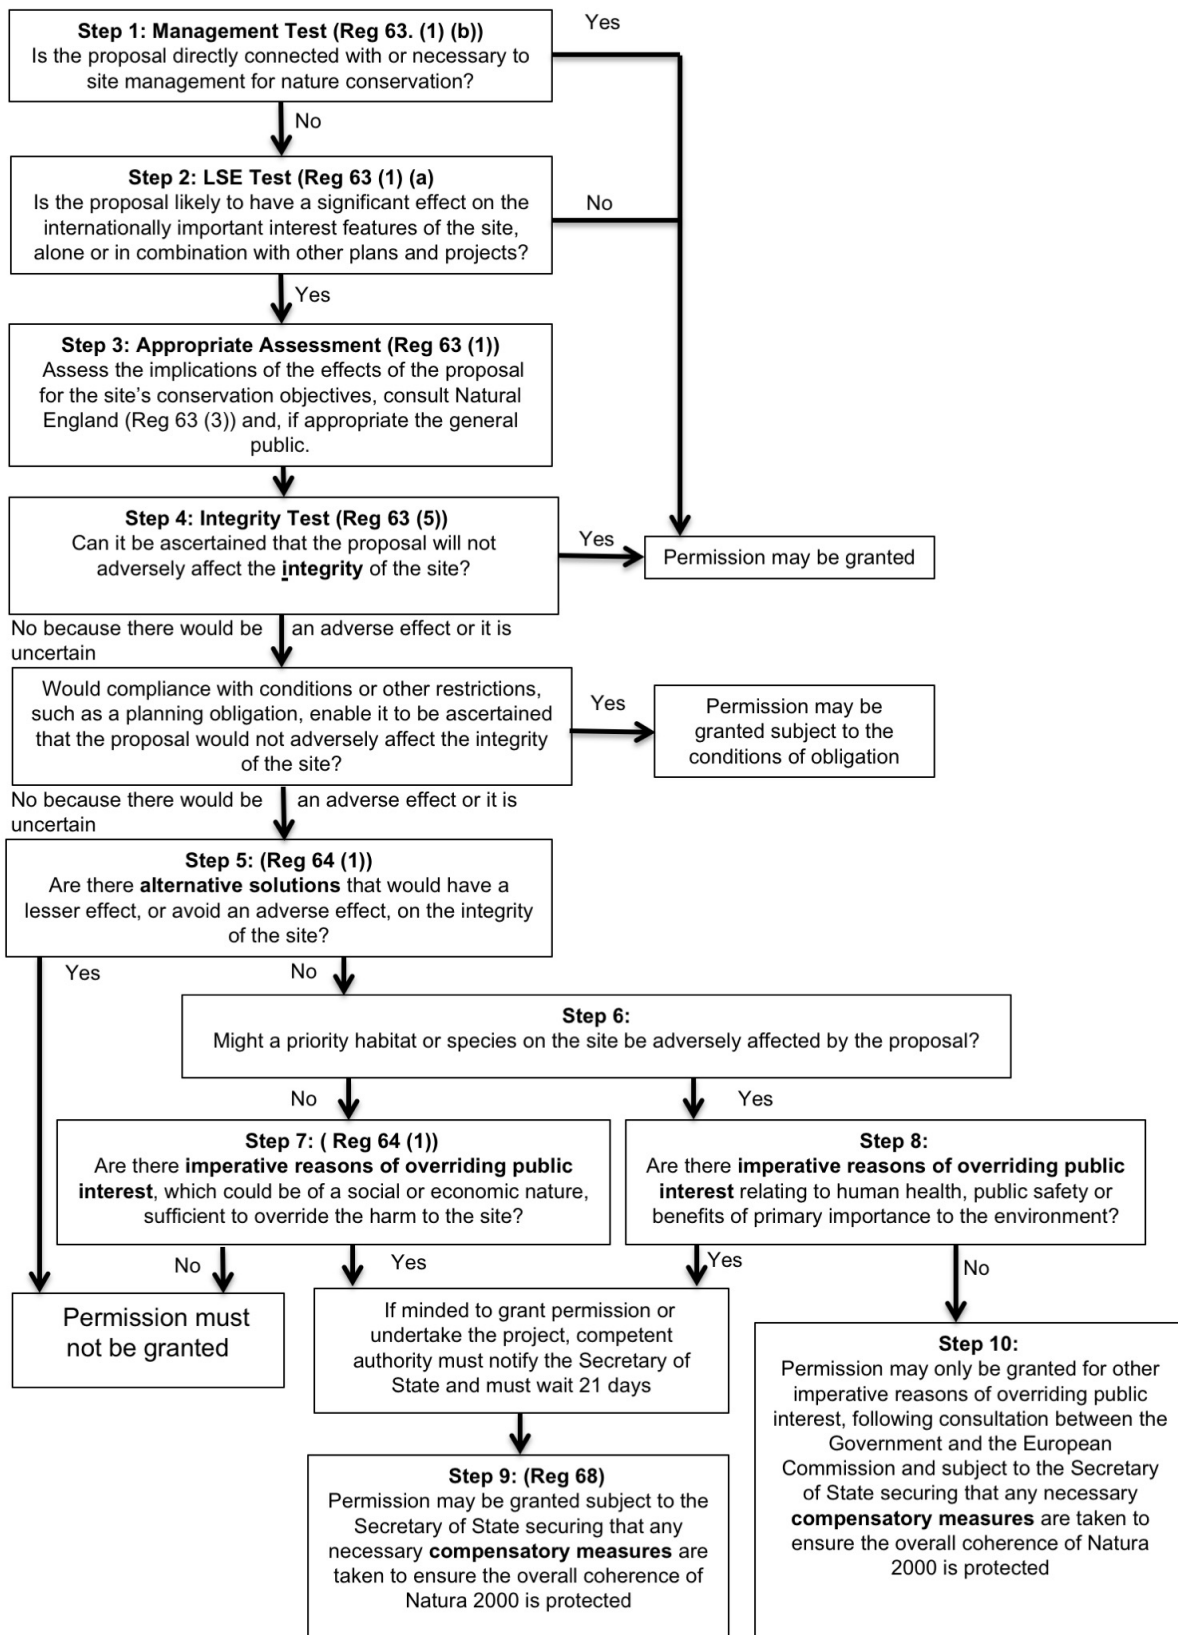 Step 1: Management Test (Reg 63. (1) (b))
Is the proposal directly connected with or necessary to
site management for nature conservation?
Yes
No
Step 2: LSE Test (Reg 63 (1) (a)
Is the proposal likely to have a significant effect on the
internationally important interest features of the site,
alone or in combination with other plans and projects?
No
Yes
Step 3: Appropriate Assessment (Reg 63 (1))
Assess the implications of the effects of the proposal
for the site’s conservation objectives, consult Natural
England (Reg 63 (3)) and, if appropriate the general
public.
Step 4: Integrity Test (Reg 63 (5))
Can it be ascertained that the proposal will not
adversely affect the integrity of the site?
Yes
Permission may be granted
No because there would be an adverse effect or it is
uncertain
Would compliance with conditions or other restrictions,
such as a planning obligation, enable it to be ascertained
that the proposal would not adversely affect the integrity
of the site?
Yes
Permission may be
granted subject to the
conditions of obligation
No because there would be an adverse effect or it is
uncertain
Step 5: (Reg 64 (1))
Are there alternative solutions that would have a
lesser effect, or avoid an adverse effect, on the integrity
of the site?
Yes
No
Step 6:
Might a priority habitat or species on the site be adversely affected by the proposal?
No
Yes
Step 7: ( Reg 64 (1))
Are there imperative reasons of overriding public
interest, which could be of a social or economic nature,
sufficient to override the harm to the site?
Step 8:
Are there imperative reasons of overriding public
interest relating to human health, public safety or
benefits of primary importance to the environment?
No
Yes
Yes
No
Permission must
not be granted
If minded to grant permission or
undertake the project, competent
authority must notify the Secretary of
State and must wait 21 days
Step 9: (Reg 68)
Permission may be granted subject to the
Secretary of State securing that any
necessary compensatory measures are
taken to ensure the overall coherence of
Natura 2000 is protected
Step 10:
Permission may only be granted for other
imperative reasons of overriding public
interest, following consultation between the
Government and the European
Commission and subject to the Secretary
of State securing that any necessary
compensatory measures are taken to
ensure the overall coherence of Natura
2000 is protected